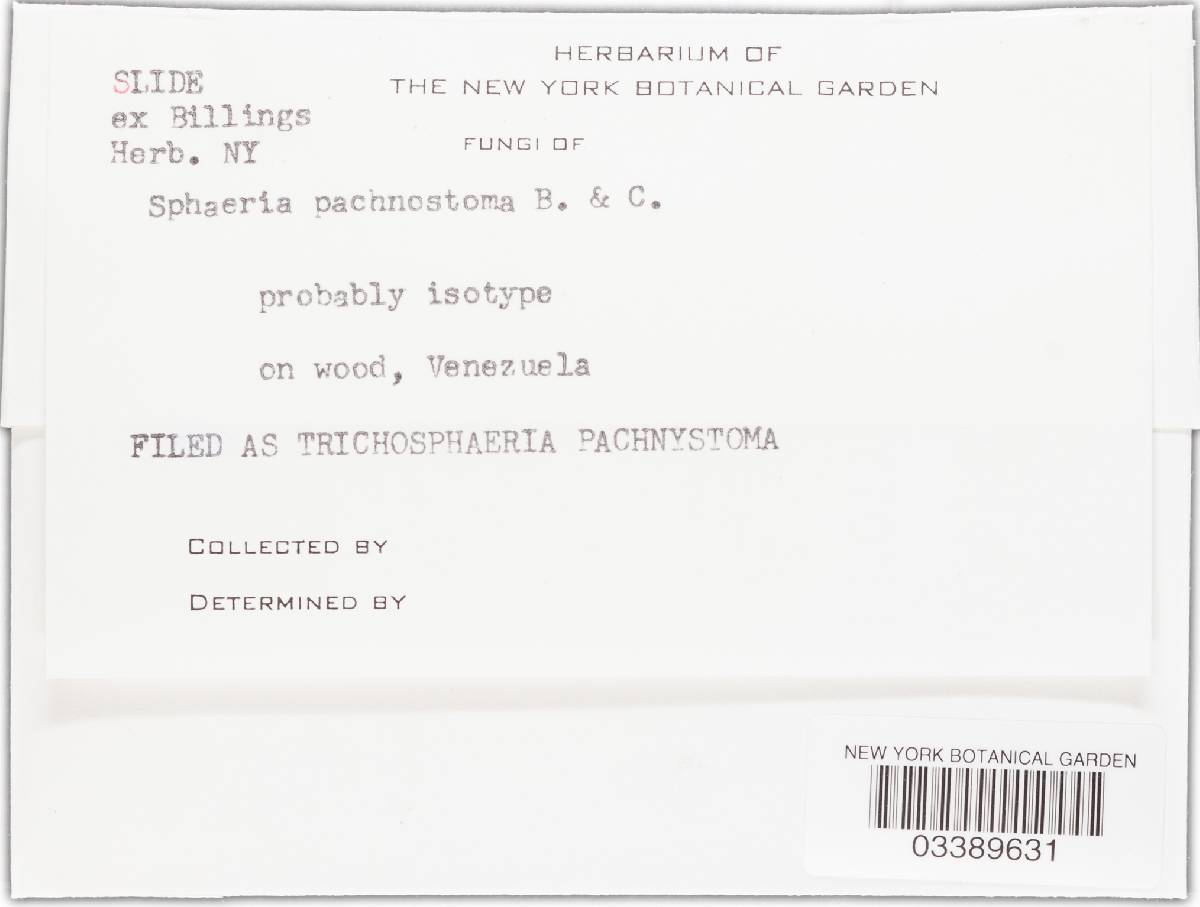 HERBARIUM OF
THE NEW YORK BOTANICAL GARDEN
SLIDE
ex Billings
Herb. NY
FUNGI OF
Sphaeria pachnostoma B. & C.
probably isotype
on wood, Venezuela
FILED AS TRICHOSPHAERIA PACHNYSTOMA
COLLECTED BY
DETERMINED BY
NEW YORK BOTANICAL GARDEN
03389631